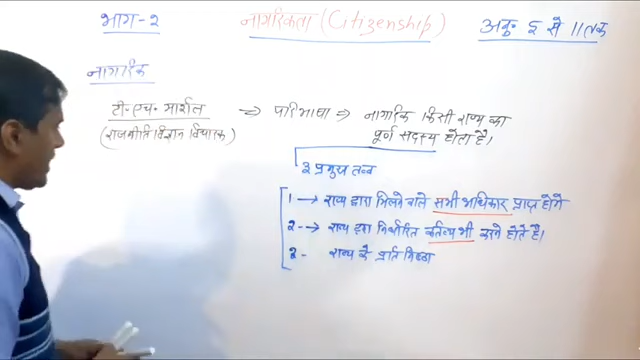 भाग-2 नागरिकता (Citizenship) अनु॰ 5 से 11 तक
नागरिक
टी॰ एच॰ मार्शल → परिभाषा ⇒ नागरिक किसी राज्य का
(राजनीति विज्ञान विचारक) पूर्ण सदस्य होता है।
3 प्रमुख तत्व
1 → राज्य द्वारा मिलने वाले सभी अधिकार प्राप्त होंगे
2 -→ राज्य द्वारा निर्धारित कर्तव्य भी करने होते है।
3 - राज्य के प्रति निष्ठा